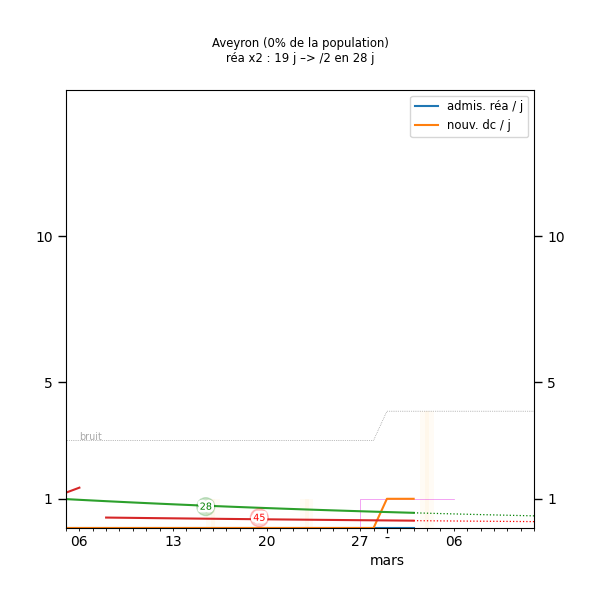 Aveyron (0% de la population)
réa x2 : 19 j –> /2 en 28 j
admis. réa / j
nouv. dc / j
10
10
5
5
bruit
1
1
28
45
06
13
20
27
-
06
mars